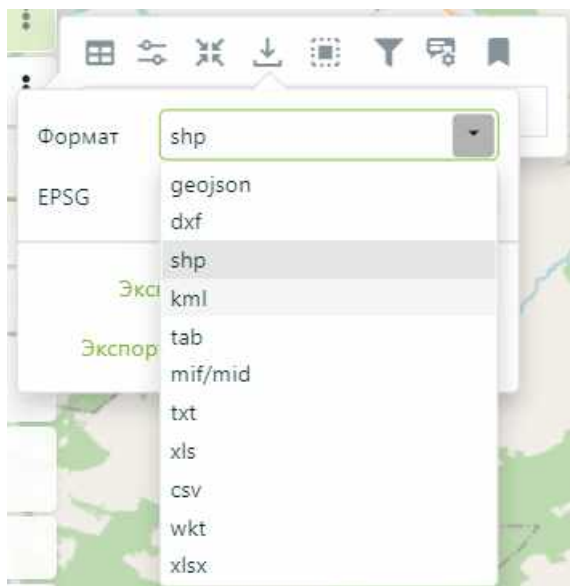 Формат shp
EPSG
geojson
dxf
shp
kml
tab
mif/mid
txt
xls
csv
wkt
xlsx